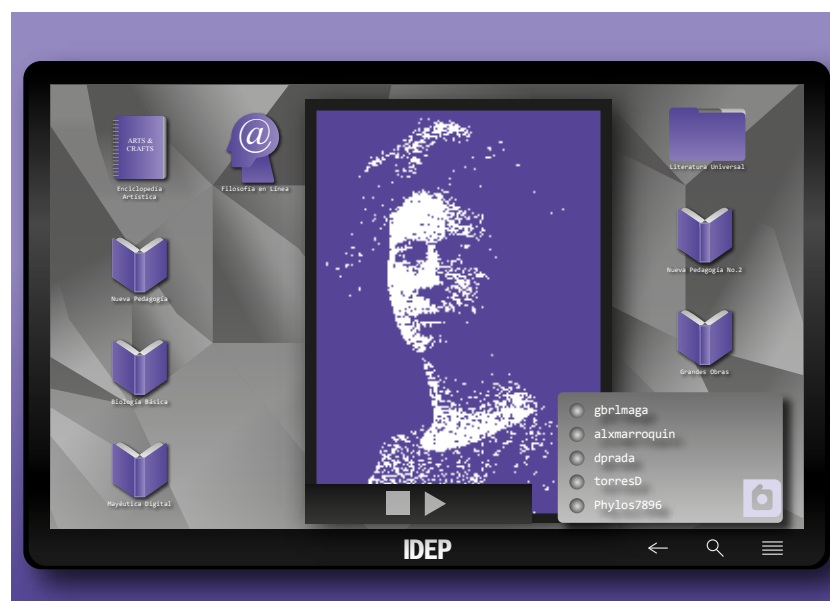 ARTS &
CRAFTS
Enciclopedia
Artística
@
Filosofía en Línea
Literatura Universal
Nueva Pedagogía
Nueva Pedagogía No.2
Biología Básica
Grandes Obras
Mayéutica Digital
gbrlmaga
alxmarroquin
dprada
torresD
Phylos7896
IDEP